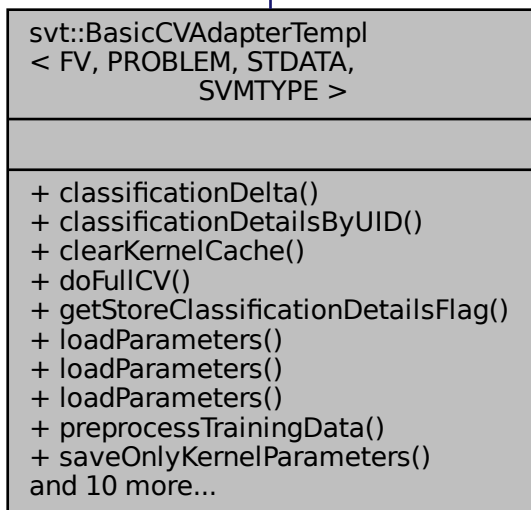 svt::BasicCVAdapterTempl
< FV, PROBLEM, STDATA,
SVMTYPE >
+ classificationDelta()
+ classificationDetailsByUID()
+ clearKernelCache()
+ doFullCV()
+ getStoreClassificationDetailsFlag()
+ loadParameters()
+ loadParameters()
+ loadParameters()
+ preprocessTrainingData()
+ saveOnlyKernelParameters()
and 10 more...